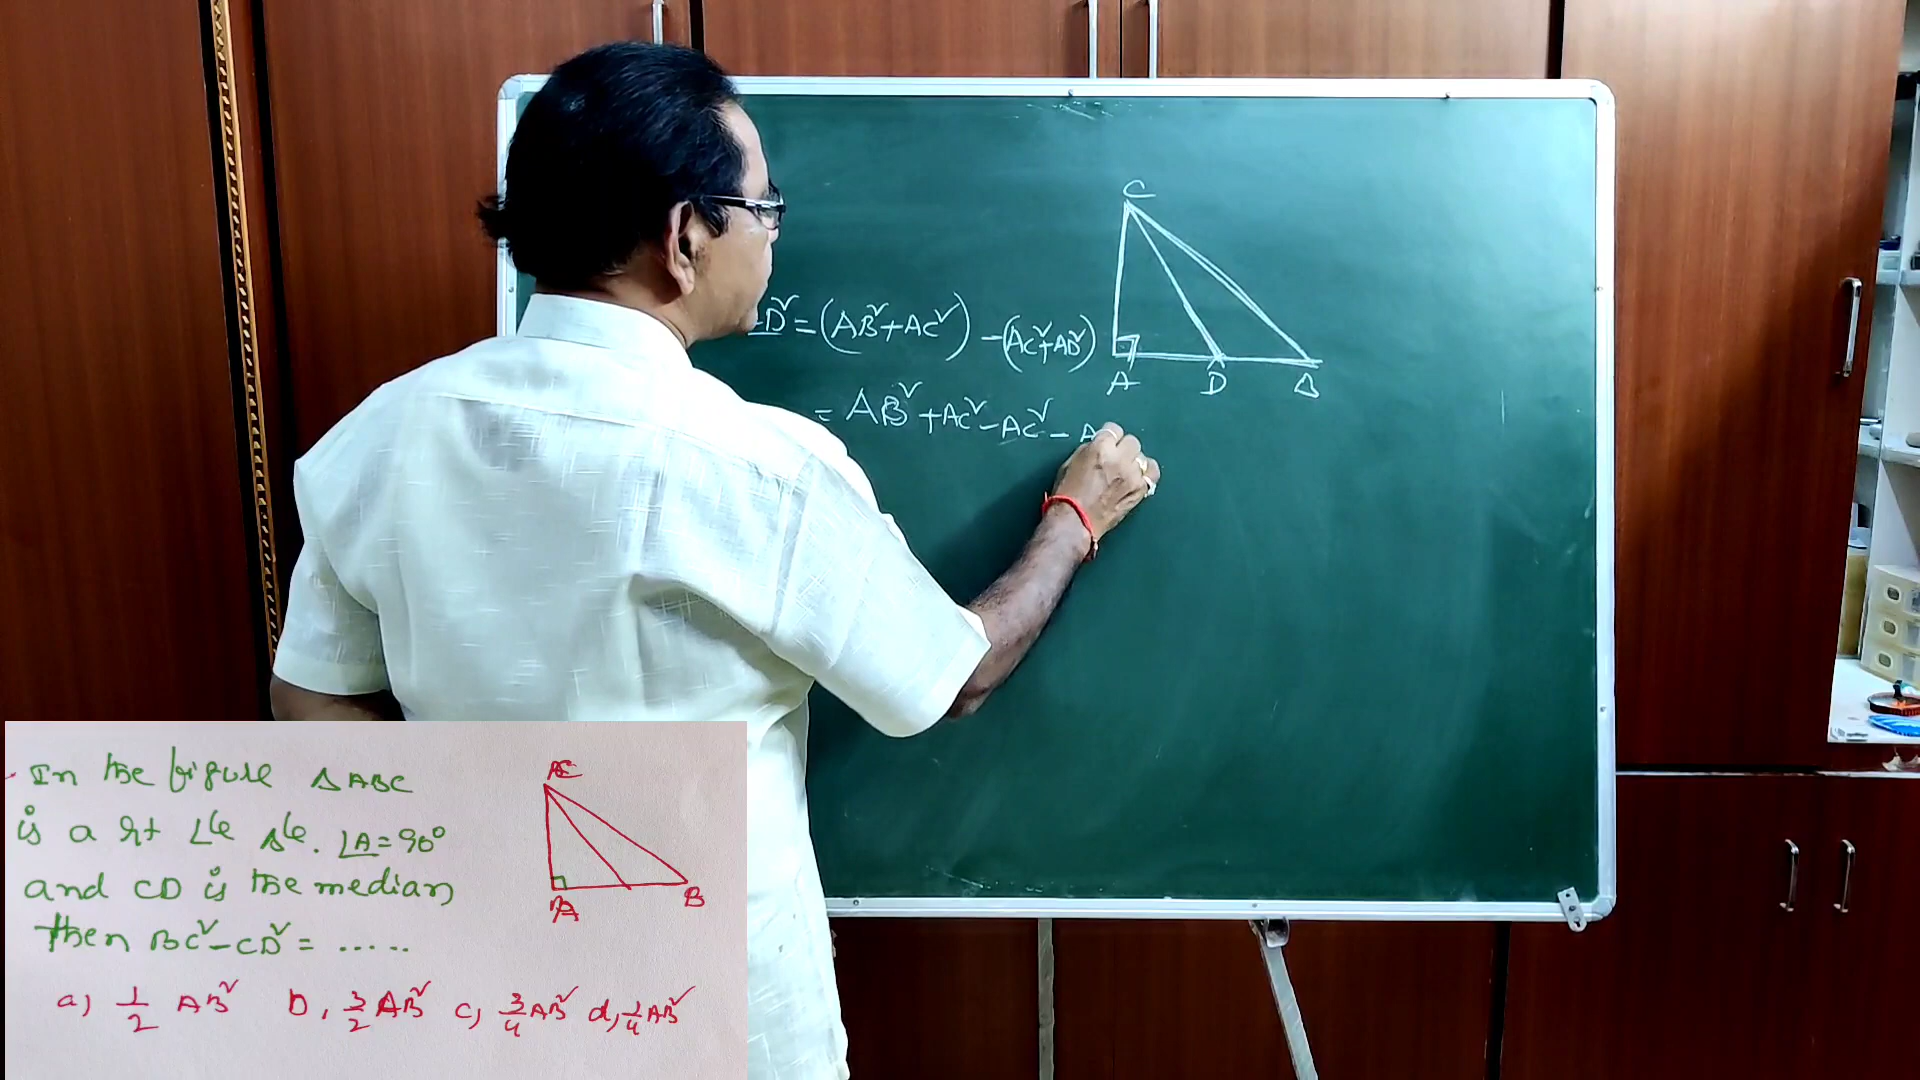 C
D² = (AB² + AC²) - (AC² + AD²)
A D B
= AB² + AC² - AC² - A
In the figure ΔABC
is a rt ∠le Δle. ∠A = 90°
and CD is the median
then BC² - CD² = .....
a, 1/2 AB² b, 3/2 AB² c, 3/4 AB² d, 1/4 AB²
C
A B